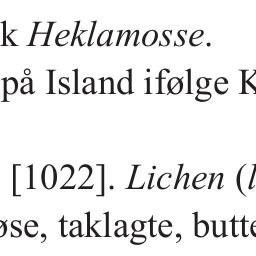 k Heklamosse.
på Island ifølge K
[1022]. Lichen (l
øse, taklagte, butte